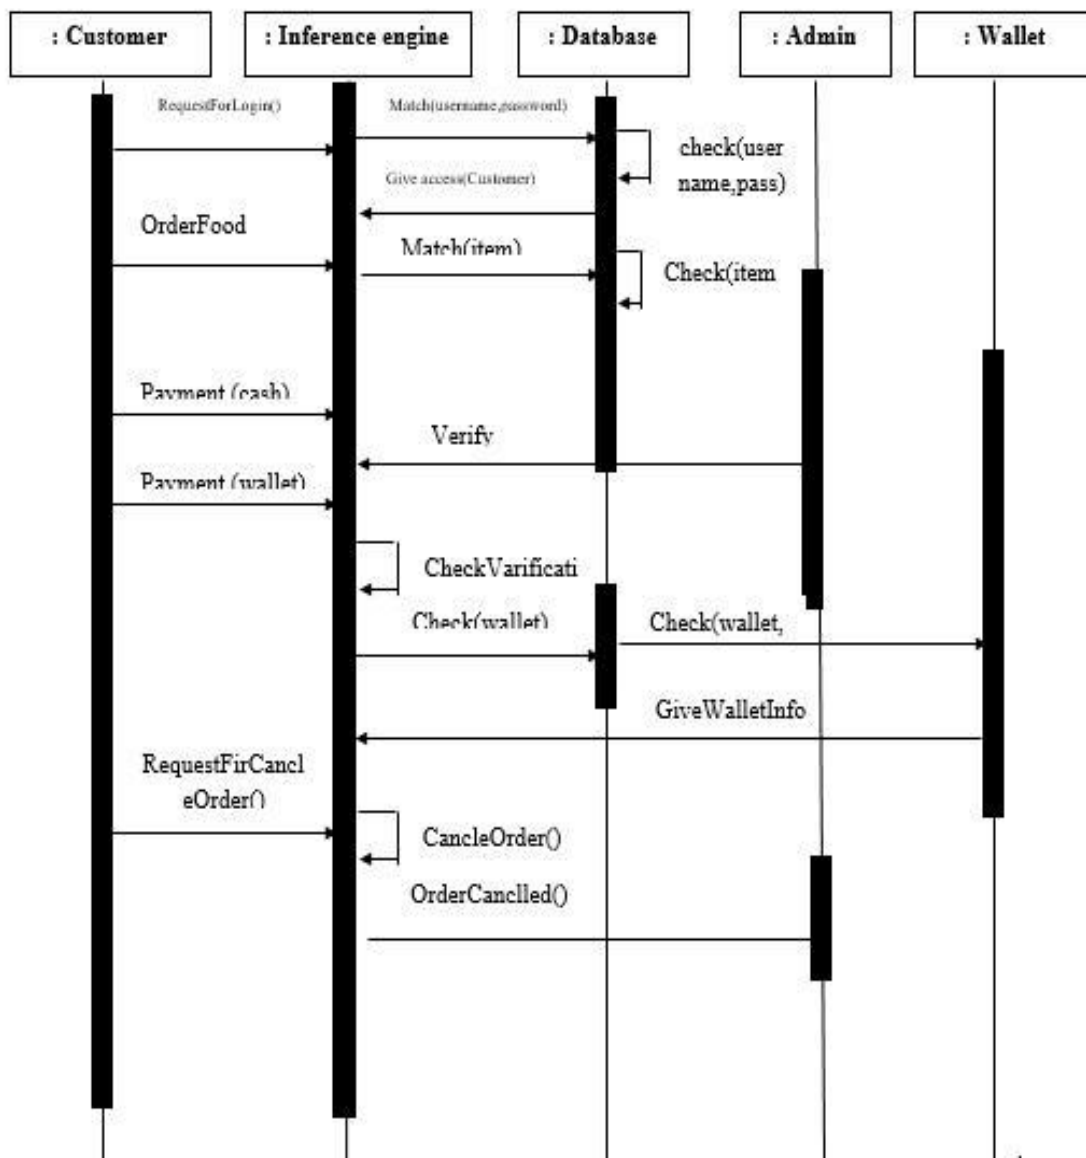 : Customer
: Inference engine
: Database
: Admin
: Wallet
RequestForLogin()
Match(username,password)
check(user
name,pass)
Give access(Customer)
OrderFood
Match(item)
Check(item
Payment (cash)
Verify
Payment (wallet)
CheckVarificati
Check(wallet)
Check(wallet,
GiveWalletInfo
RequestFirCancl
eOrder()
CancleOrder()
OrderCanclled()